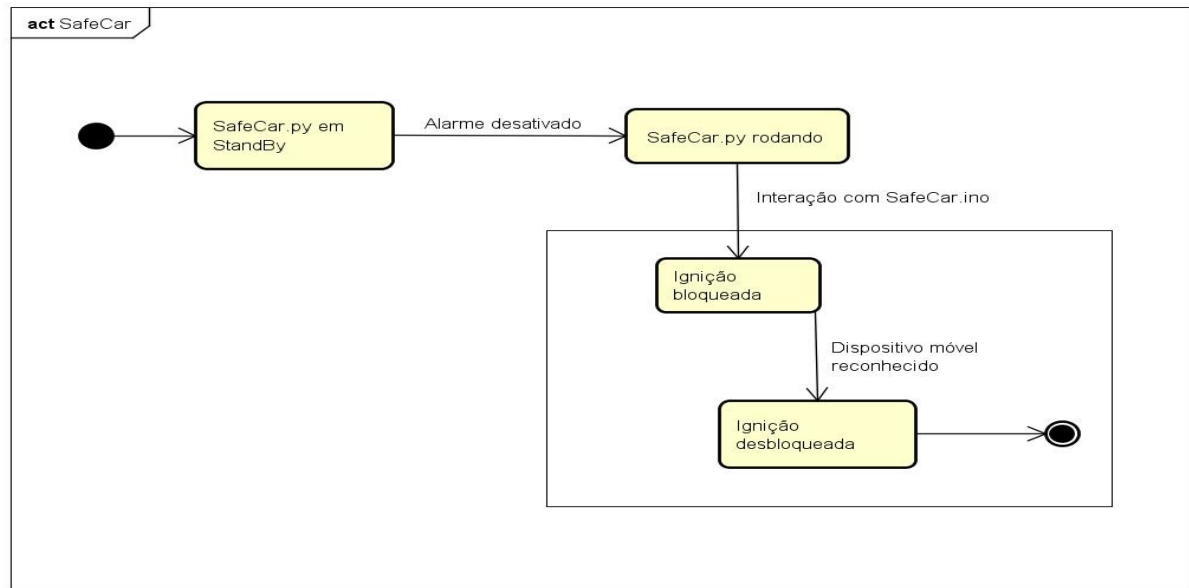 act SafeCar
SafeCar.py em
StandBy
Alarme desativado
SafeCar.py rodando
Interação com SafeCar.ino
Ignição
bloqueada
Dispositivo móvel
reconhecido
Ignição
desbloqueada